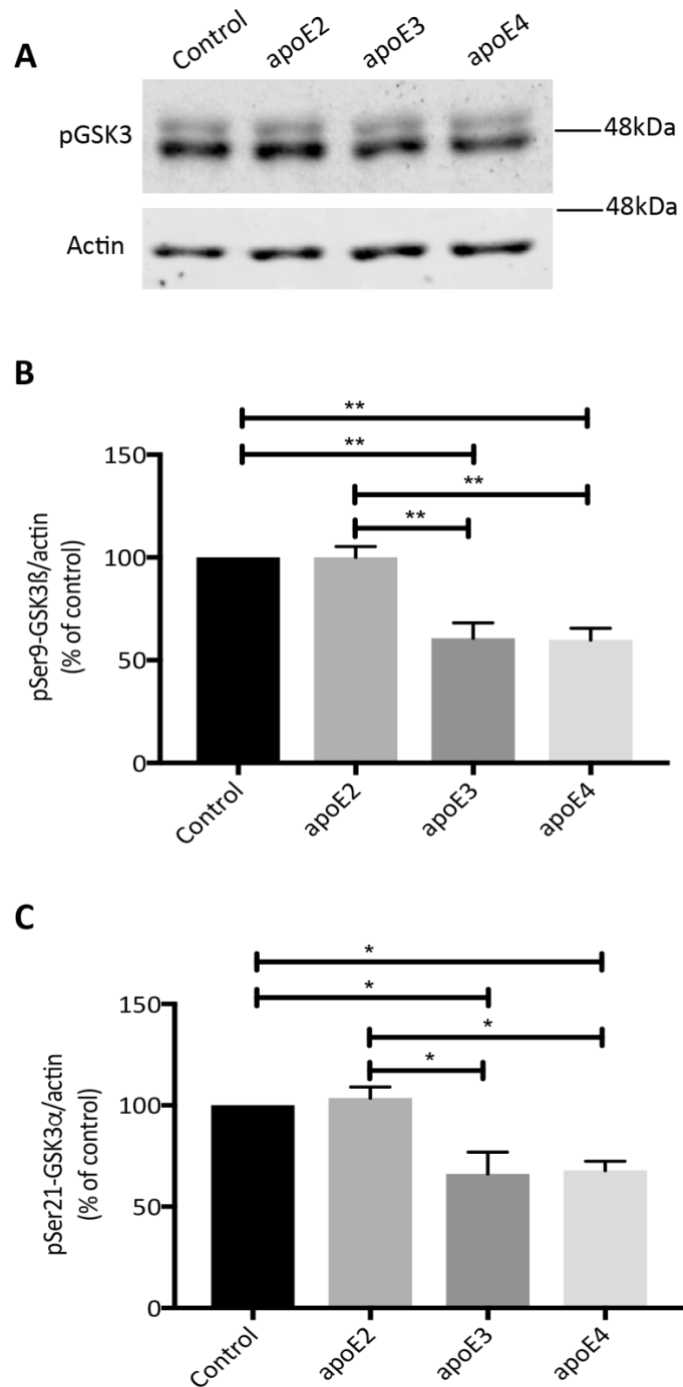 A
Control
apoE2
apoE3
apoE4
pGSK3
48kDa
48kDa
Actin
B
**
**
**
**
150
100
50
0
pSer9-GSK3ß/actin
(% of control)
Control
apoE2
apoE3
apoE4
C
*
*
*
*
150
100
50
0
pSer21-GSK3α/actin
(% of control)
Control
apoE2
apoE3
apoE4